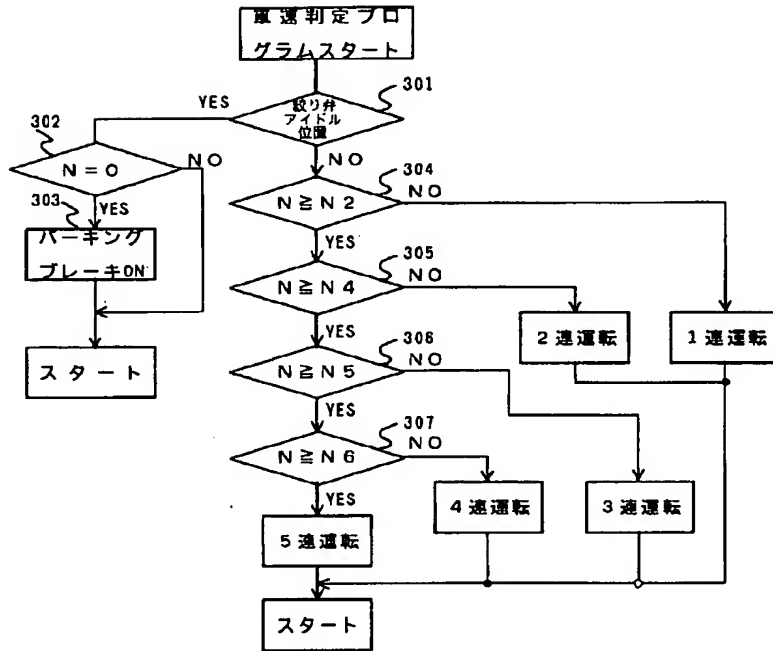 車速判定プロ
グラムスタート
301
絞り弁
アイドル
位置
YES
302
N=0
NO
NO
304
N≧N2
NO
303
YES
パーキング
ブレーキON
YES
305
N≧N4
NO
YES
306
N≧N5
NO
2速運転
1速運転
スタート
YES
307
N≧N6
NO
YES
5速運転
4速運転
3速運転
スタート